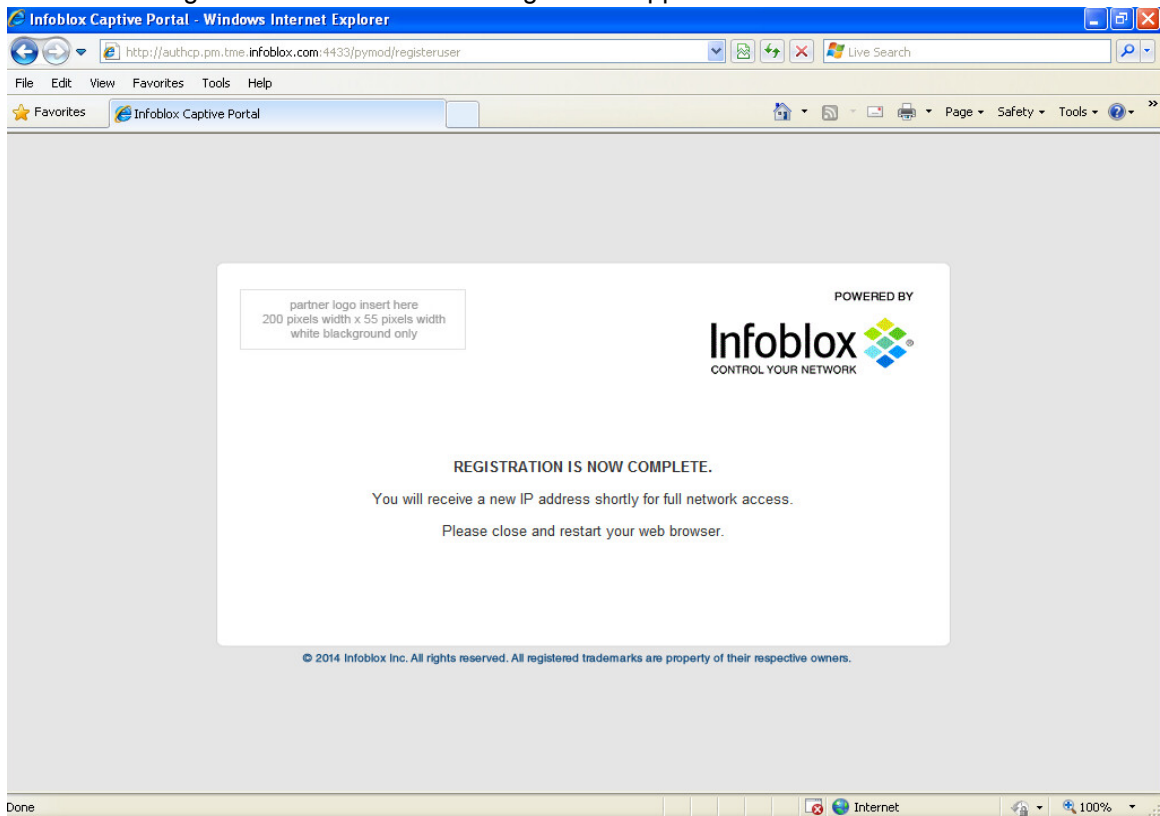 Infoblox Captive Portal - Windows Internet Explorer
http://authcp.pm.tme.infoblox.com:4433/pymod/registeruser
Live Search
File Edit View Favorites Tools Help
Favorites Infoblox Captive Portal Page Safety Tools
partner logo insert here
200 pixels width x 55 pixels width
white blackground only
POWERED BY
Infoblox
CONTROL YOUR NETWORK
REGISTRATION IS NOW COMPLETE.
You will receive a new IP address shortly for full network access.
Please close and restart your web browser.
© 2014 Infoblox Inc. All rights reserved. All registered trademarks are property of their respective owners.
Done Internet 100%